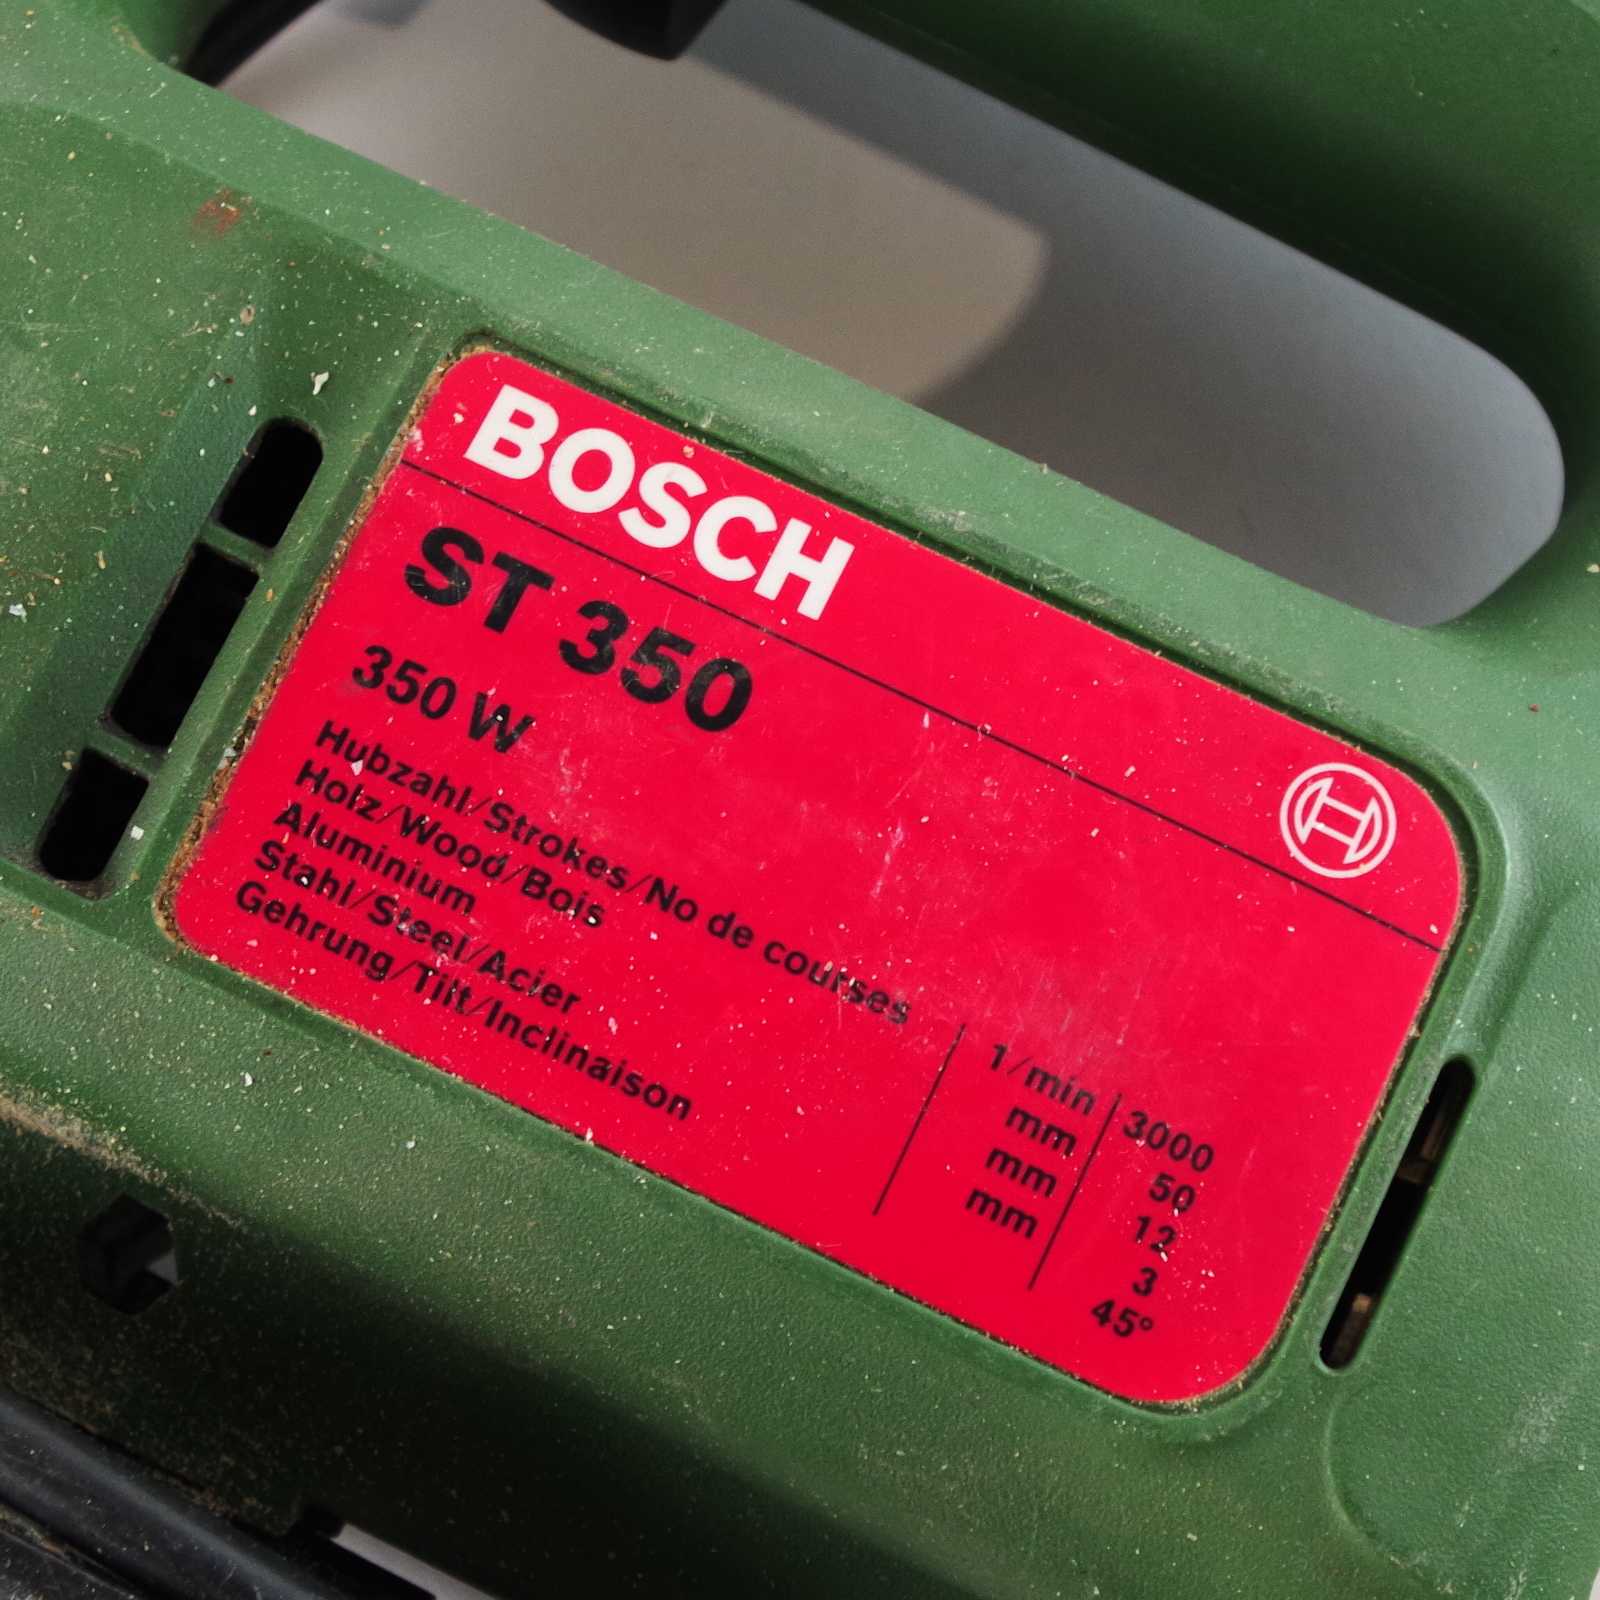 BOSCH
ST 350
350 W
Hubzahl/Strokes/No de courses 1/min 3000
Holz/Wood/Bois mm 50
Aluminium mm 12
Stahl/Steel/Acier mm 3
Gehrung/Tilt/Inclinaison 45°